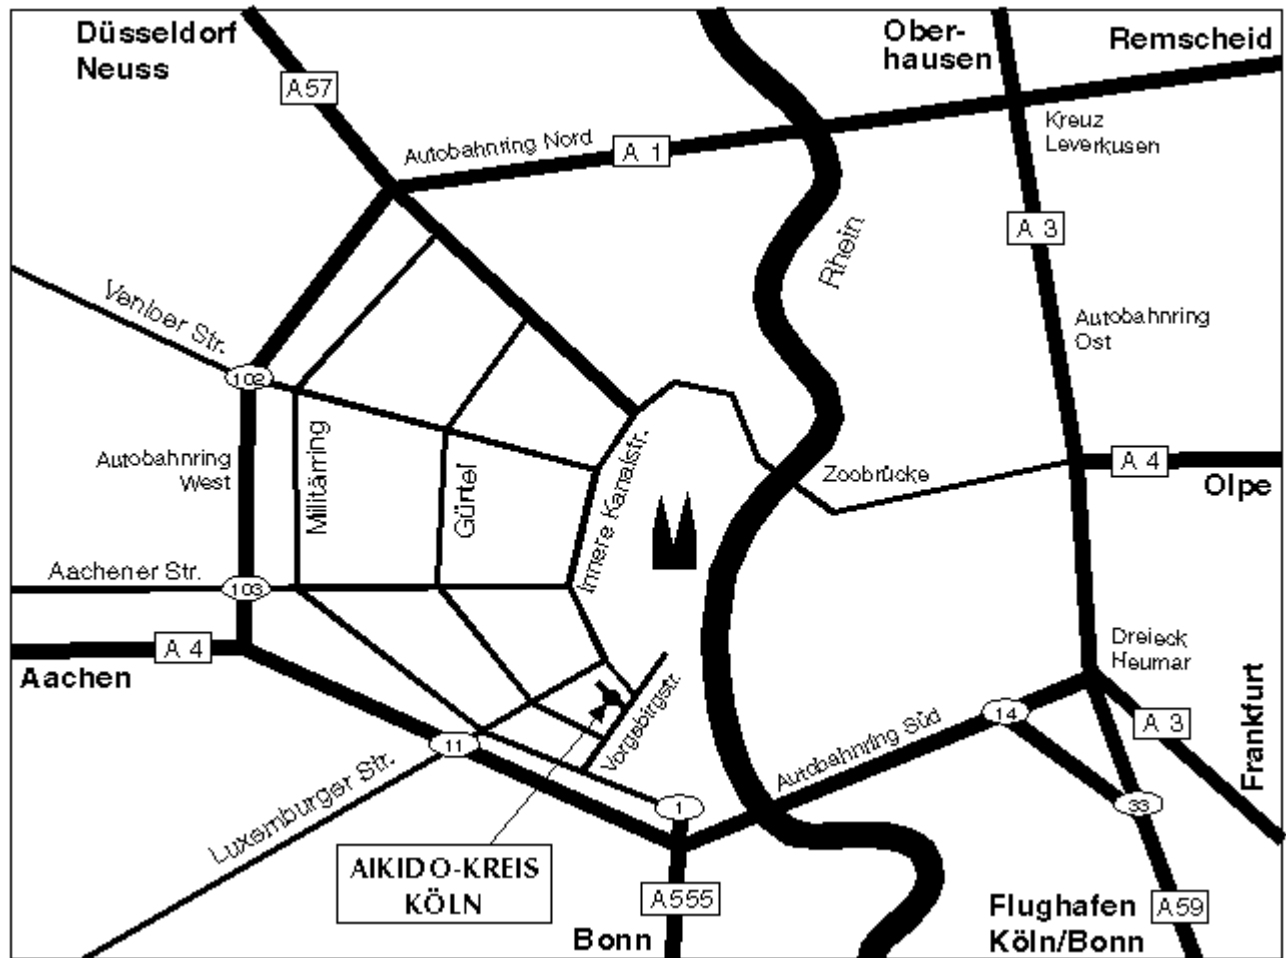 Düsseldorf
Neuss
Ober-
hausen
Remscheid
A57
Autobahnring Nord
A 1
Kreuz
Leverkusen
A 3
Rhein
Venloer Str.
Autobahnring
Ost
102
Militärring
Gürtel
Innere Kanalstr.
Autobahnring
West
Zoobrücke
A 4
Olpe
Aachener Str.
103
A 4
Aachen
Dreieck
Heumar
Vorgebirgstr.
14
A 3
Frankfurt
11
Autobahnring Süd
Luxemburger Str.
1
33
AIKIDO-KREIS
KÖLN
A555
Bonn
Flughafen
Köln/Bonn
A59